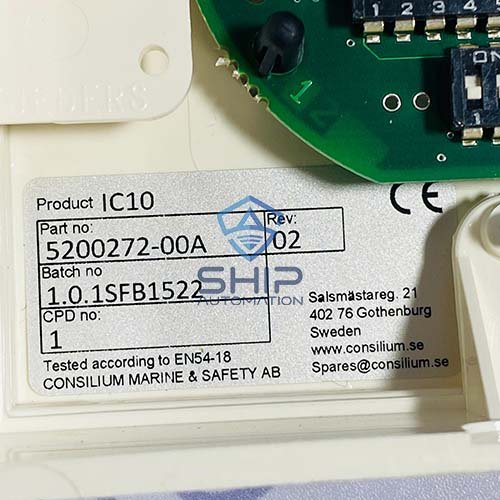 1 2 3 4 5
ON
14
Product IC10
Part no:
5200272-00A
Rev:
02
Batch no
1.0.1SFB1522
CPD no:
1
Tested according to EN54-18
CONSILIUM MARINE & SAFETY AB
CE
Salsmästareg. 21
402 76 Gothenburg
Sweden
www.consilium.se
Spares@consilium.se
SHIP
AUTOMATION